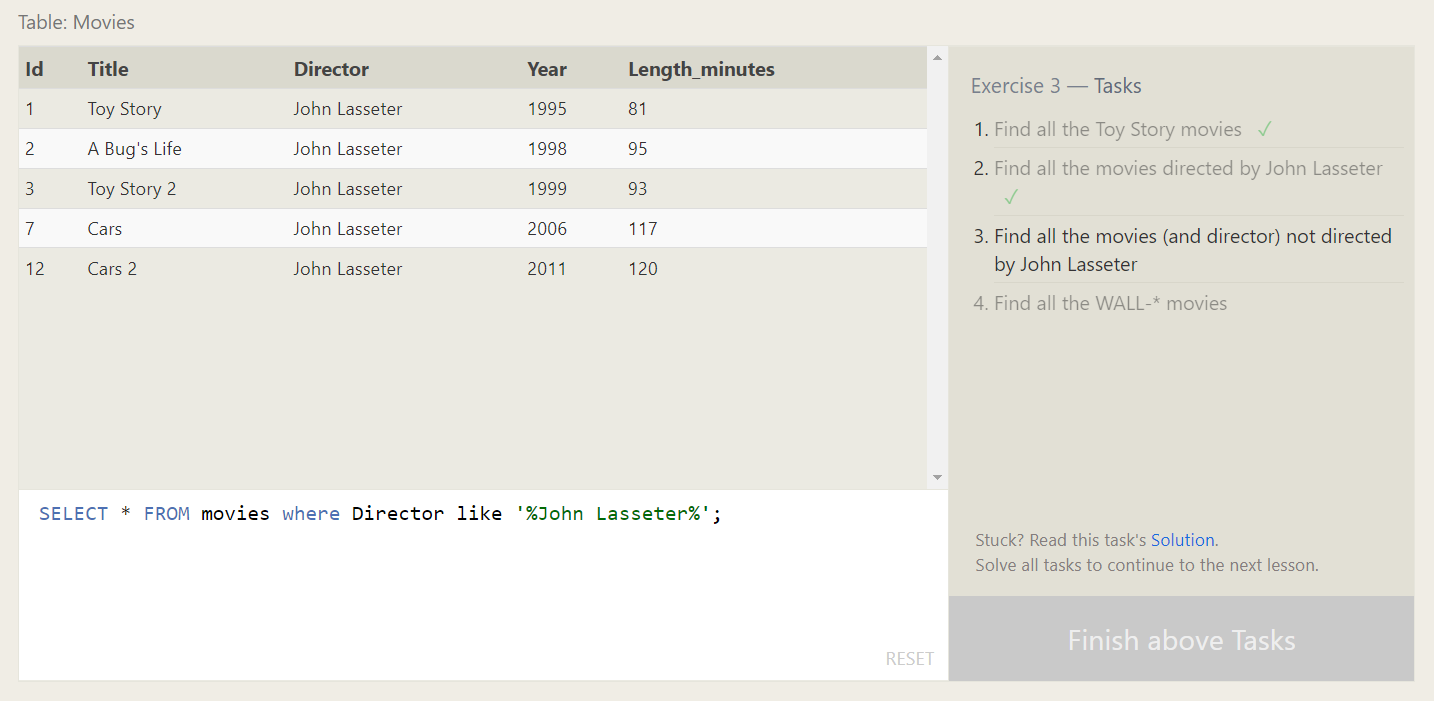 Table: Movies
Id Title Director Year Length_minutes
1 Toy Story John Lasseter 1995 81
2 A Bug's Life John Lasseter 1998 95
3 Toy Story 2 John Lasseter 1999 93
7 Cars John Lasseter 2006 117
12 Cars 2 John Lasseter 2011 120
SELECT * FROM movies where Director like '%John Lasseter%';
RESET
Exercise 3 — Tasks
1. Find all the Toy Story movies ✓
2. Find all the movies directed by John Lasseter
✓
3. Find all the movies (and director) not directed
by John Lasseter
4. Find all the WALL-* movies
Stuck? Read this task's Solution.
Solve all tasks to continue to the next lesson.
Finish above Tasks